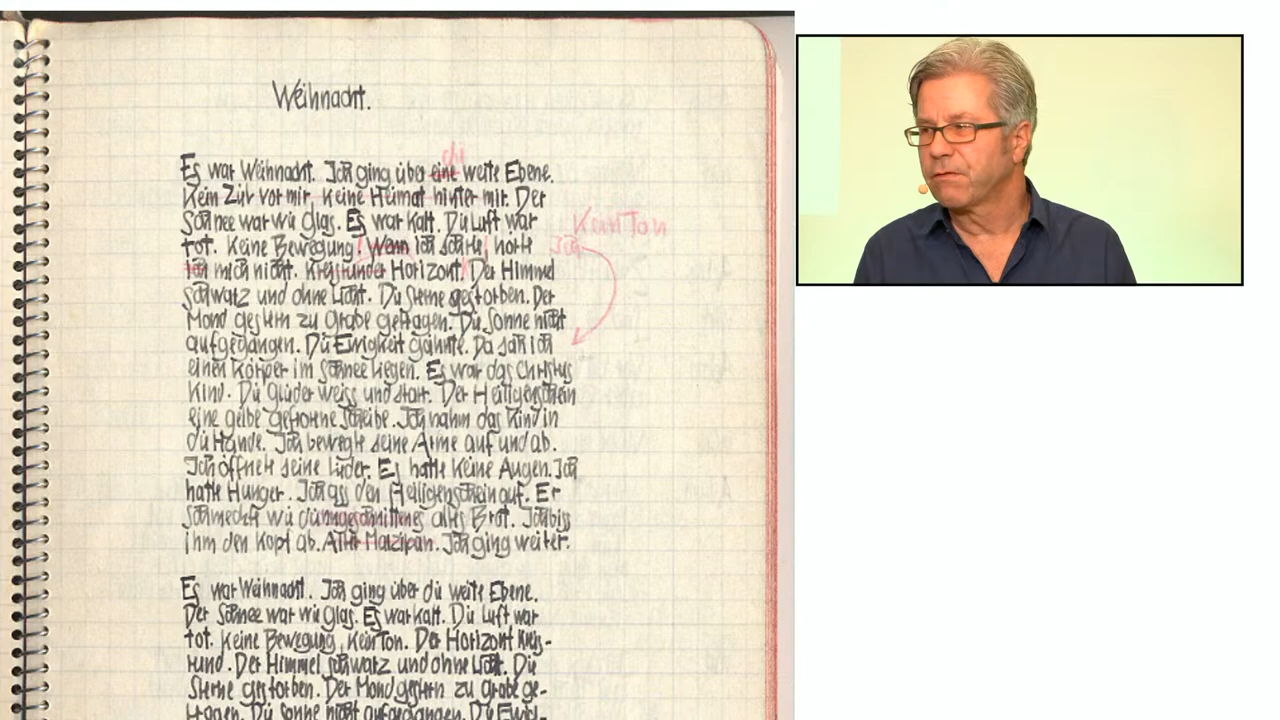 Weihnacht.
di
Es war Weihnacht. Ich ging über eine weite Ebene.
Kein Ziel vor mir, keine Heimat hinter mir. Der
Schnee war wie Glas. Es war kalt. Die Luft war
Kein Ton
tot. Keine Bewegung! Wenn ich schrie, hörte
Ich
ich mich nicht. Kreisrunder Horizont. Der Himmel
schwarz und ohne Licht. Die Sterne gestorben. Der
Mond gestern zu Grabe getragen. Die Sonne nicht
aufgegangen. Die Ewigkeit gähnte. Da sah ich
einen Körper im Schnee liegen. Es war das Christus
Kind. Die Glieder weiss und starr. Der Heiligenschein
eine gelbe gefrorne Scheibe. Ich nahm das Kind in
die Hände. Ich bewegte seine Arme auf und ab.
Ich öffnete seine Lider. Es hatte keine Augen. Ich
hatte Hunger. Ich ass den Heiligenschein auf. Er
schmeckte wie dünngeschnittenes altes Brot. Ich biss
ihm den Kopf ab. Alter Marzipan. Ich ging weiter.
Es war Weihnacht. Ich ging über die weite Ebene.
Der Schnee war wie Glas. Es war kalt. Die Luft war
tot. Keine Bewegung, kein Ton. Der Horizont kreis-
rund. Der Himmel schwarz und ohne Licht. Die
Sterne gestorben. Der Mond gestern zu Grabe ge-
tragen. Die Sonne nicht aufgegangen. Die Ewig-